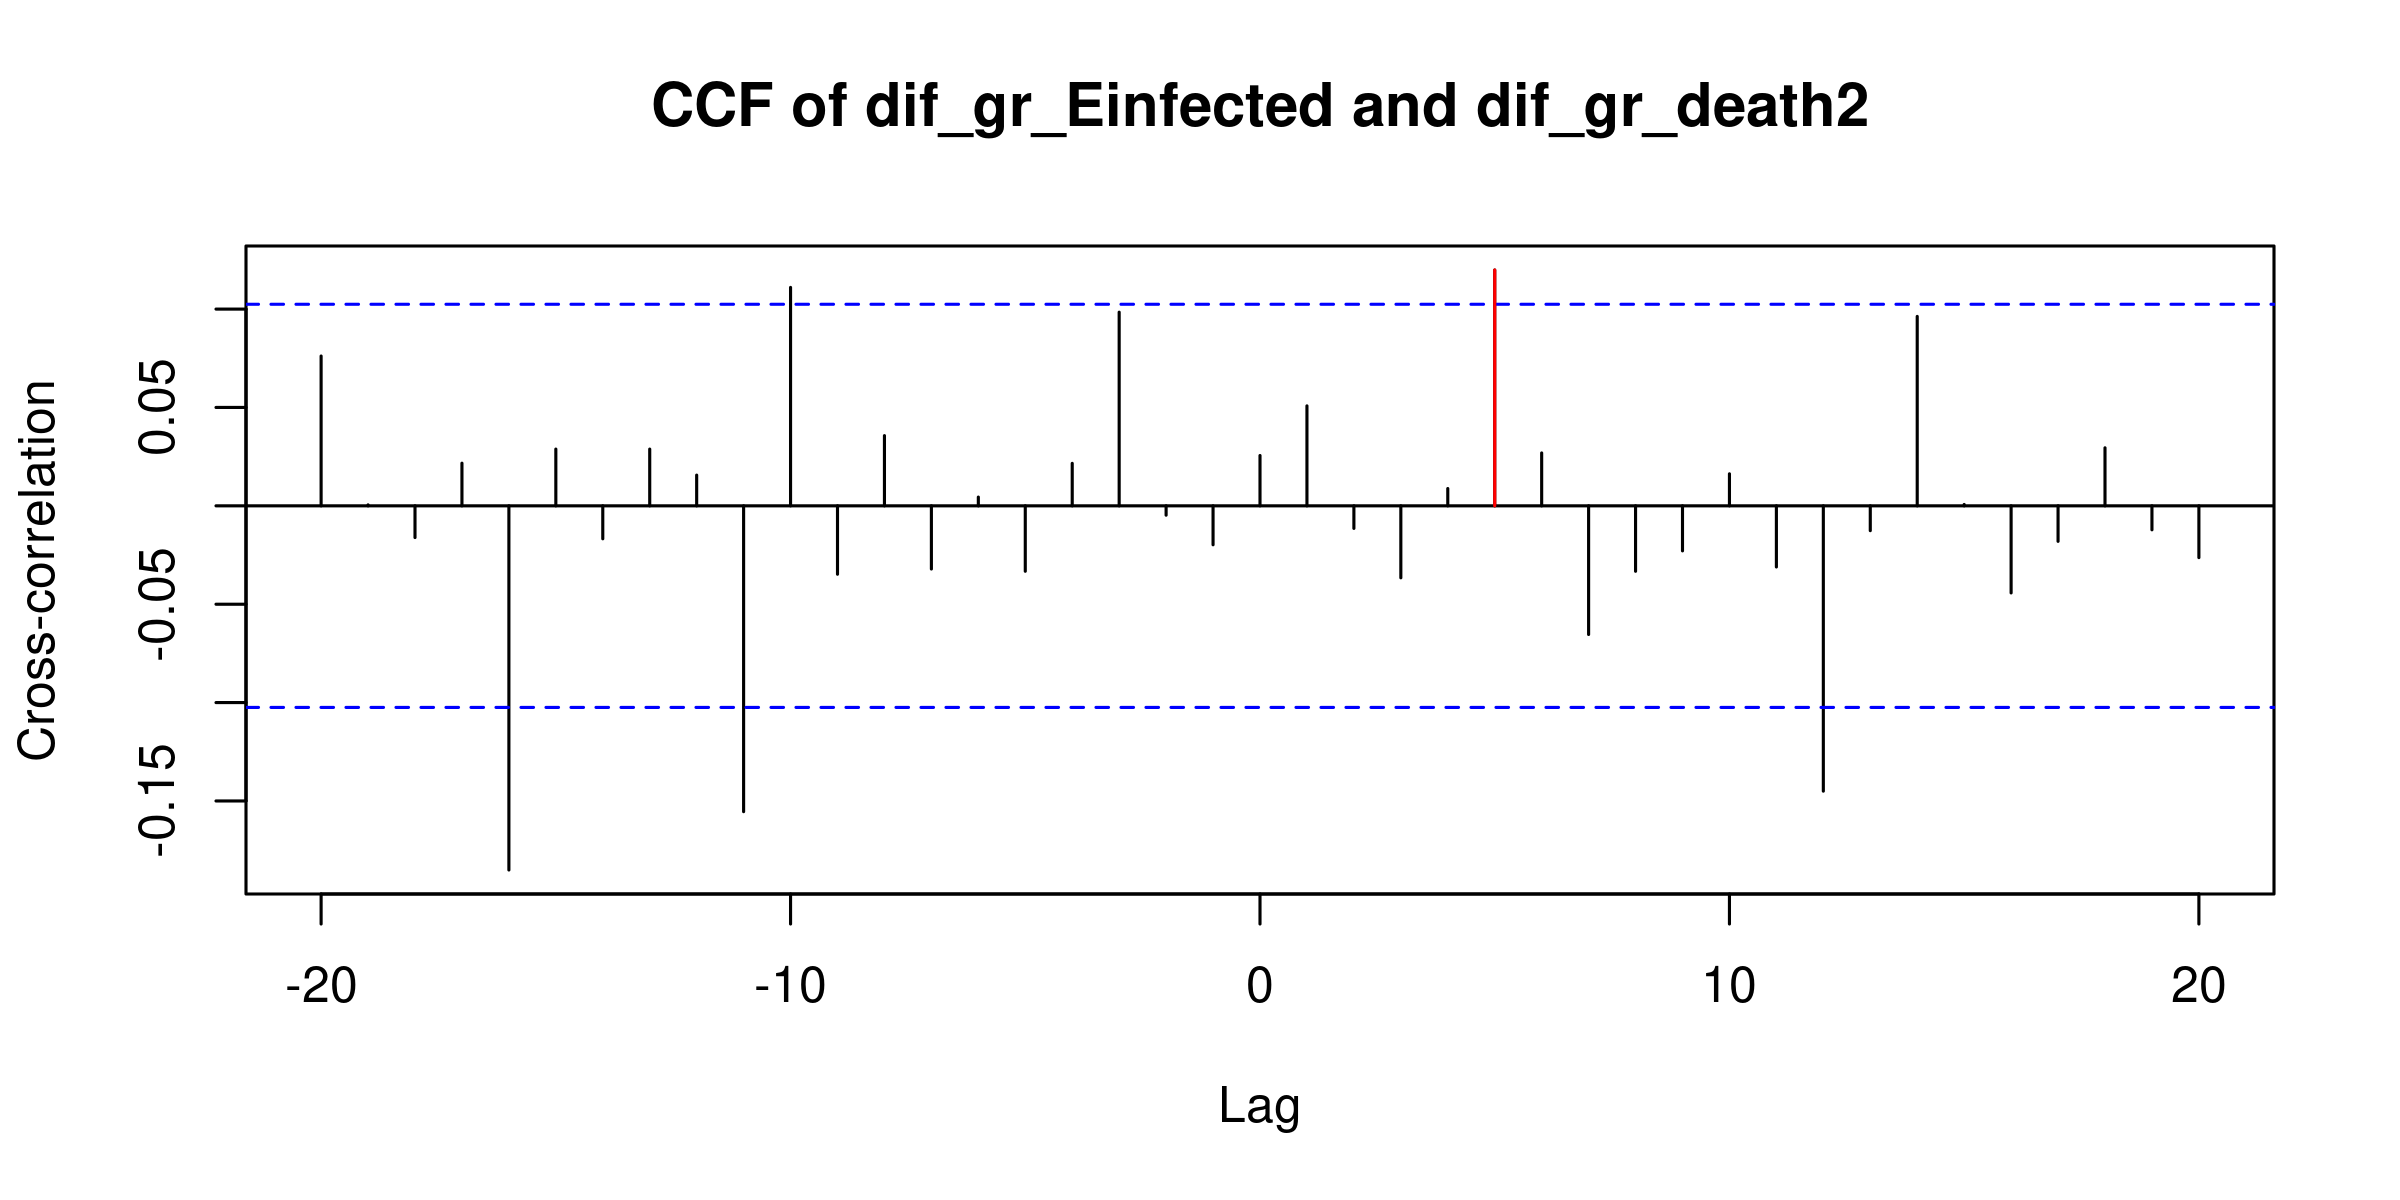 CCF of dif_gr_Einfected and dif_gr_death2
Cross-correlation
0.05
-0.05
-0.15
-20 -10 0 10 20
Lag